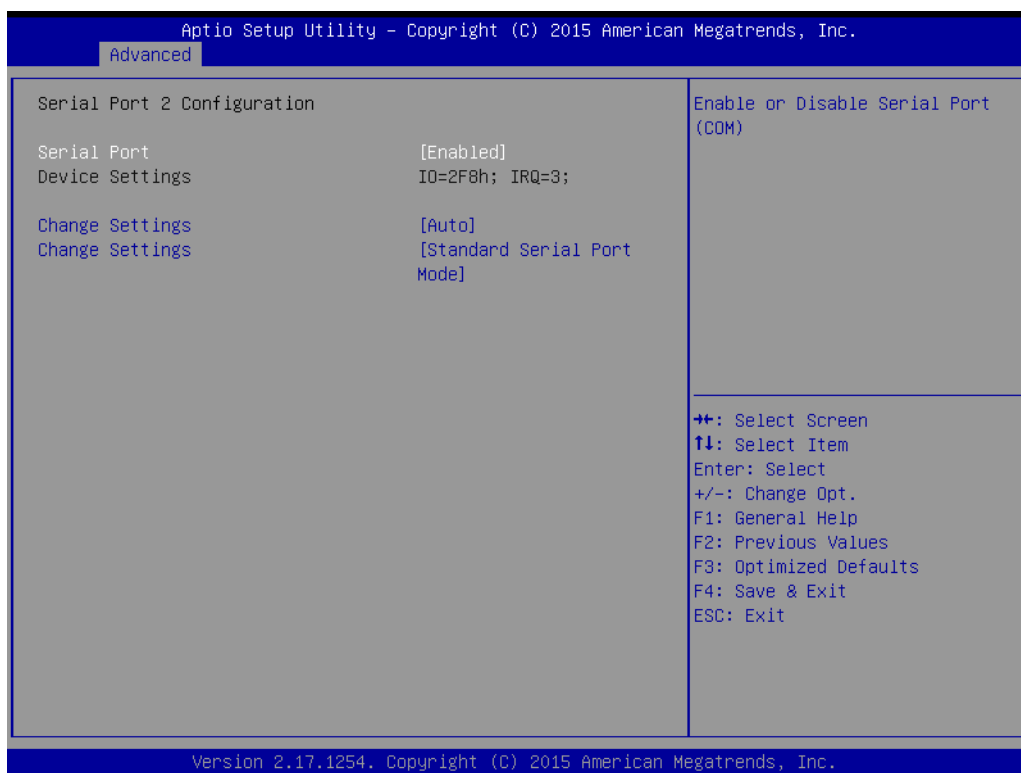 Aptio Setup Utility – Copyright (C) 2015 American Megatrends, Inc.
Advanced
Serial Port 2 Configuration
Serial Port [Enabled]
Device Settings IO=2F8h; IRQ=3;
Change Settings [Auto]
Change Settings [Standard Serial Port
Mode]
Enable or Disable Serial Port
(COM)
→←: Select Screen
↑↓: Select Item
Enter: Select
+/-: Change Opt.
F1: General Help
F2: Previous Values
F3: Optimized Defaults
F4: Save & Exit
ESC: Exit
Version 2.17.1254. Copyright (C) 2015 American Megatrends, Inc.